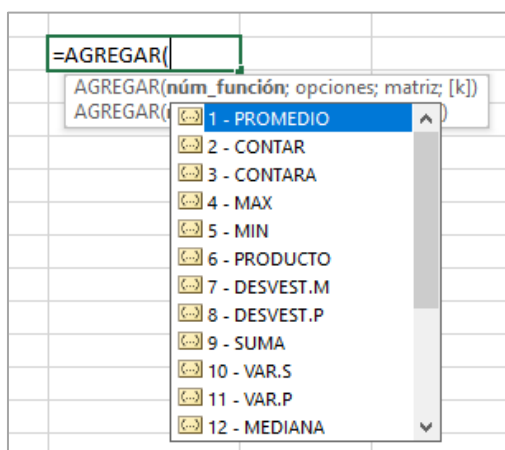 =AGREGAR(
AGREGAR(núm_función; opciones; matriz; [k])
AGREGAR(
1 - PROMEDIO
2 - CONTAR
3 - CONTARA
4 - MAX
5 - MIN
6 - PRODUCTO
7 - DESVEST.M
8 - DESVEST.P
9 - SUMA
10 - VAR.S
11 - VAR.P
12 - MEDIANA